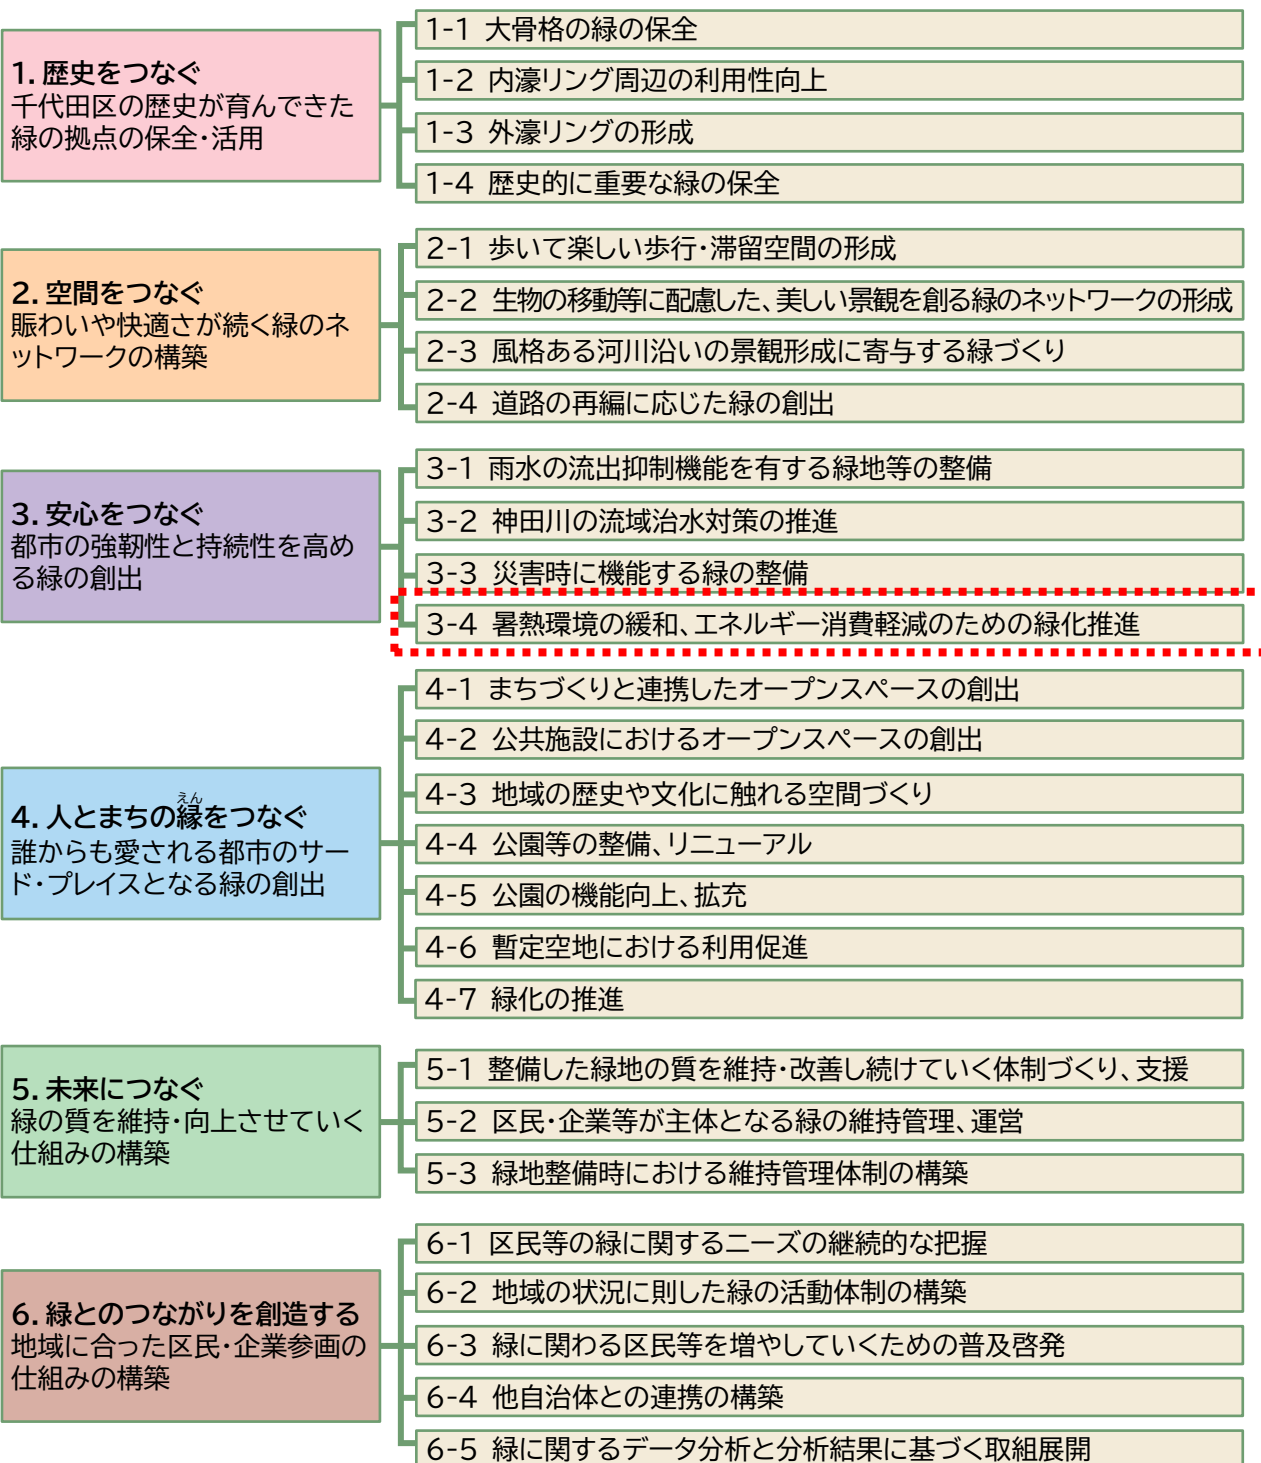 1. 歴史をつなぐ
千代田区の歴史が育んできた
緑の拠点の保全・活用
1-1 大骨格の緑の保全
1-2 内濠リング周辺の利用性向上
1-3 外濠リングの形成
1-4 歴史的に重要な緑の保全
2. 空間をつなぐ
賑わいや快適さが続く緑のネ
ットワークの構築
2-1 歩いて楽しい歩行・滞留空間の形成
2-2 生物の移動等に配慮した、美しい景観を創る緑のネットワークの形成
2-3 風格ある河川沿いの景観形成に寄与する緑づくり
2-4 道路の再編に応じた緑の創出
3. 安心をつなぐ
都市の強靭性と持続性を高め
る緑の創出
3-1 雨水の流出抑制機能を有する緑地等の整備
3-2 神田川の流域治水対策の推進
3-3 災害時に機能する緑の整備
3-4 暑熱環境の緩和、エネルギー消費軽減のための緑化推進
えん
4. 人とまちの縁をつなぐ
誰からも愛される都市のサー
ド・プレイスとなる緑の創出
4-1 まちづくりと連携したオープンスペースの創出
4-2 公共施設におけるオープンスペースの創出
4-3 地域の歴史や文化に触れる空間づくり
4-4 公園等の整備、リニューアル
4-5 公園の機能向上、拡充
4-6 暫定空地における利用促進
4-7 緑化の推進
5. 未来につなぐ
緑の質を維持・向上させていく
仕組みの構築
5-1 整備した緑地の質を維持・改善し続けていく体制づくり、支援
5-2 区民・企業等が主体となる緑の維持管理、運営
5-3 緑地整備時における維持管理体制の構築
6. 緑とのつながりを創造する
地域に合った区民・企業参画の
仕組みの構築
6-1 区民等の緑に関するニーズの継続的な把握
6-2 地域の状況に則した緑の活動体制の構築
6-3 緑に関わる区民等を増やしていくための普及啓発
6-4 他自治体との連携の構築
6-5 緑に関するデータ分析と分析結果に基づく取組展開